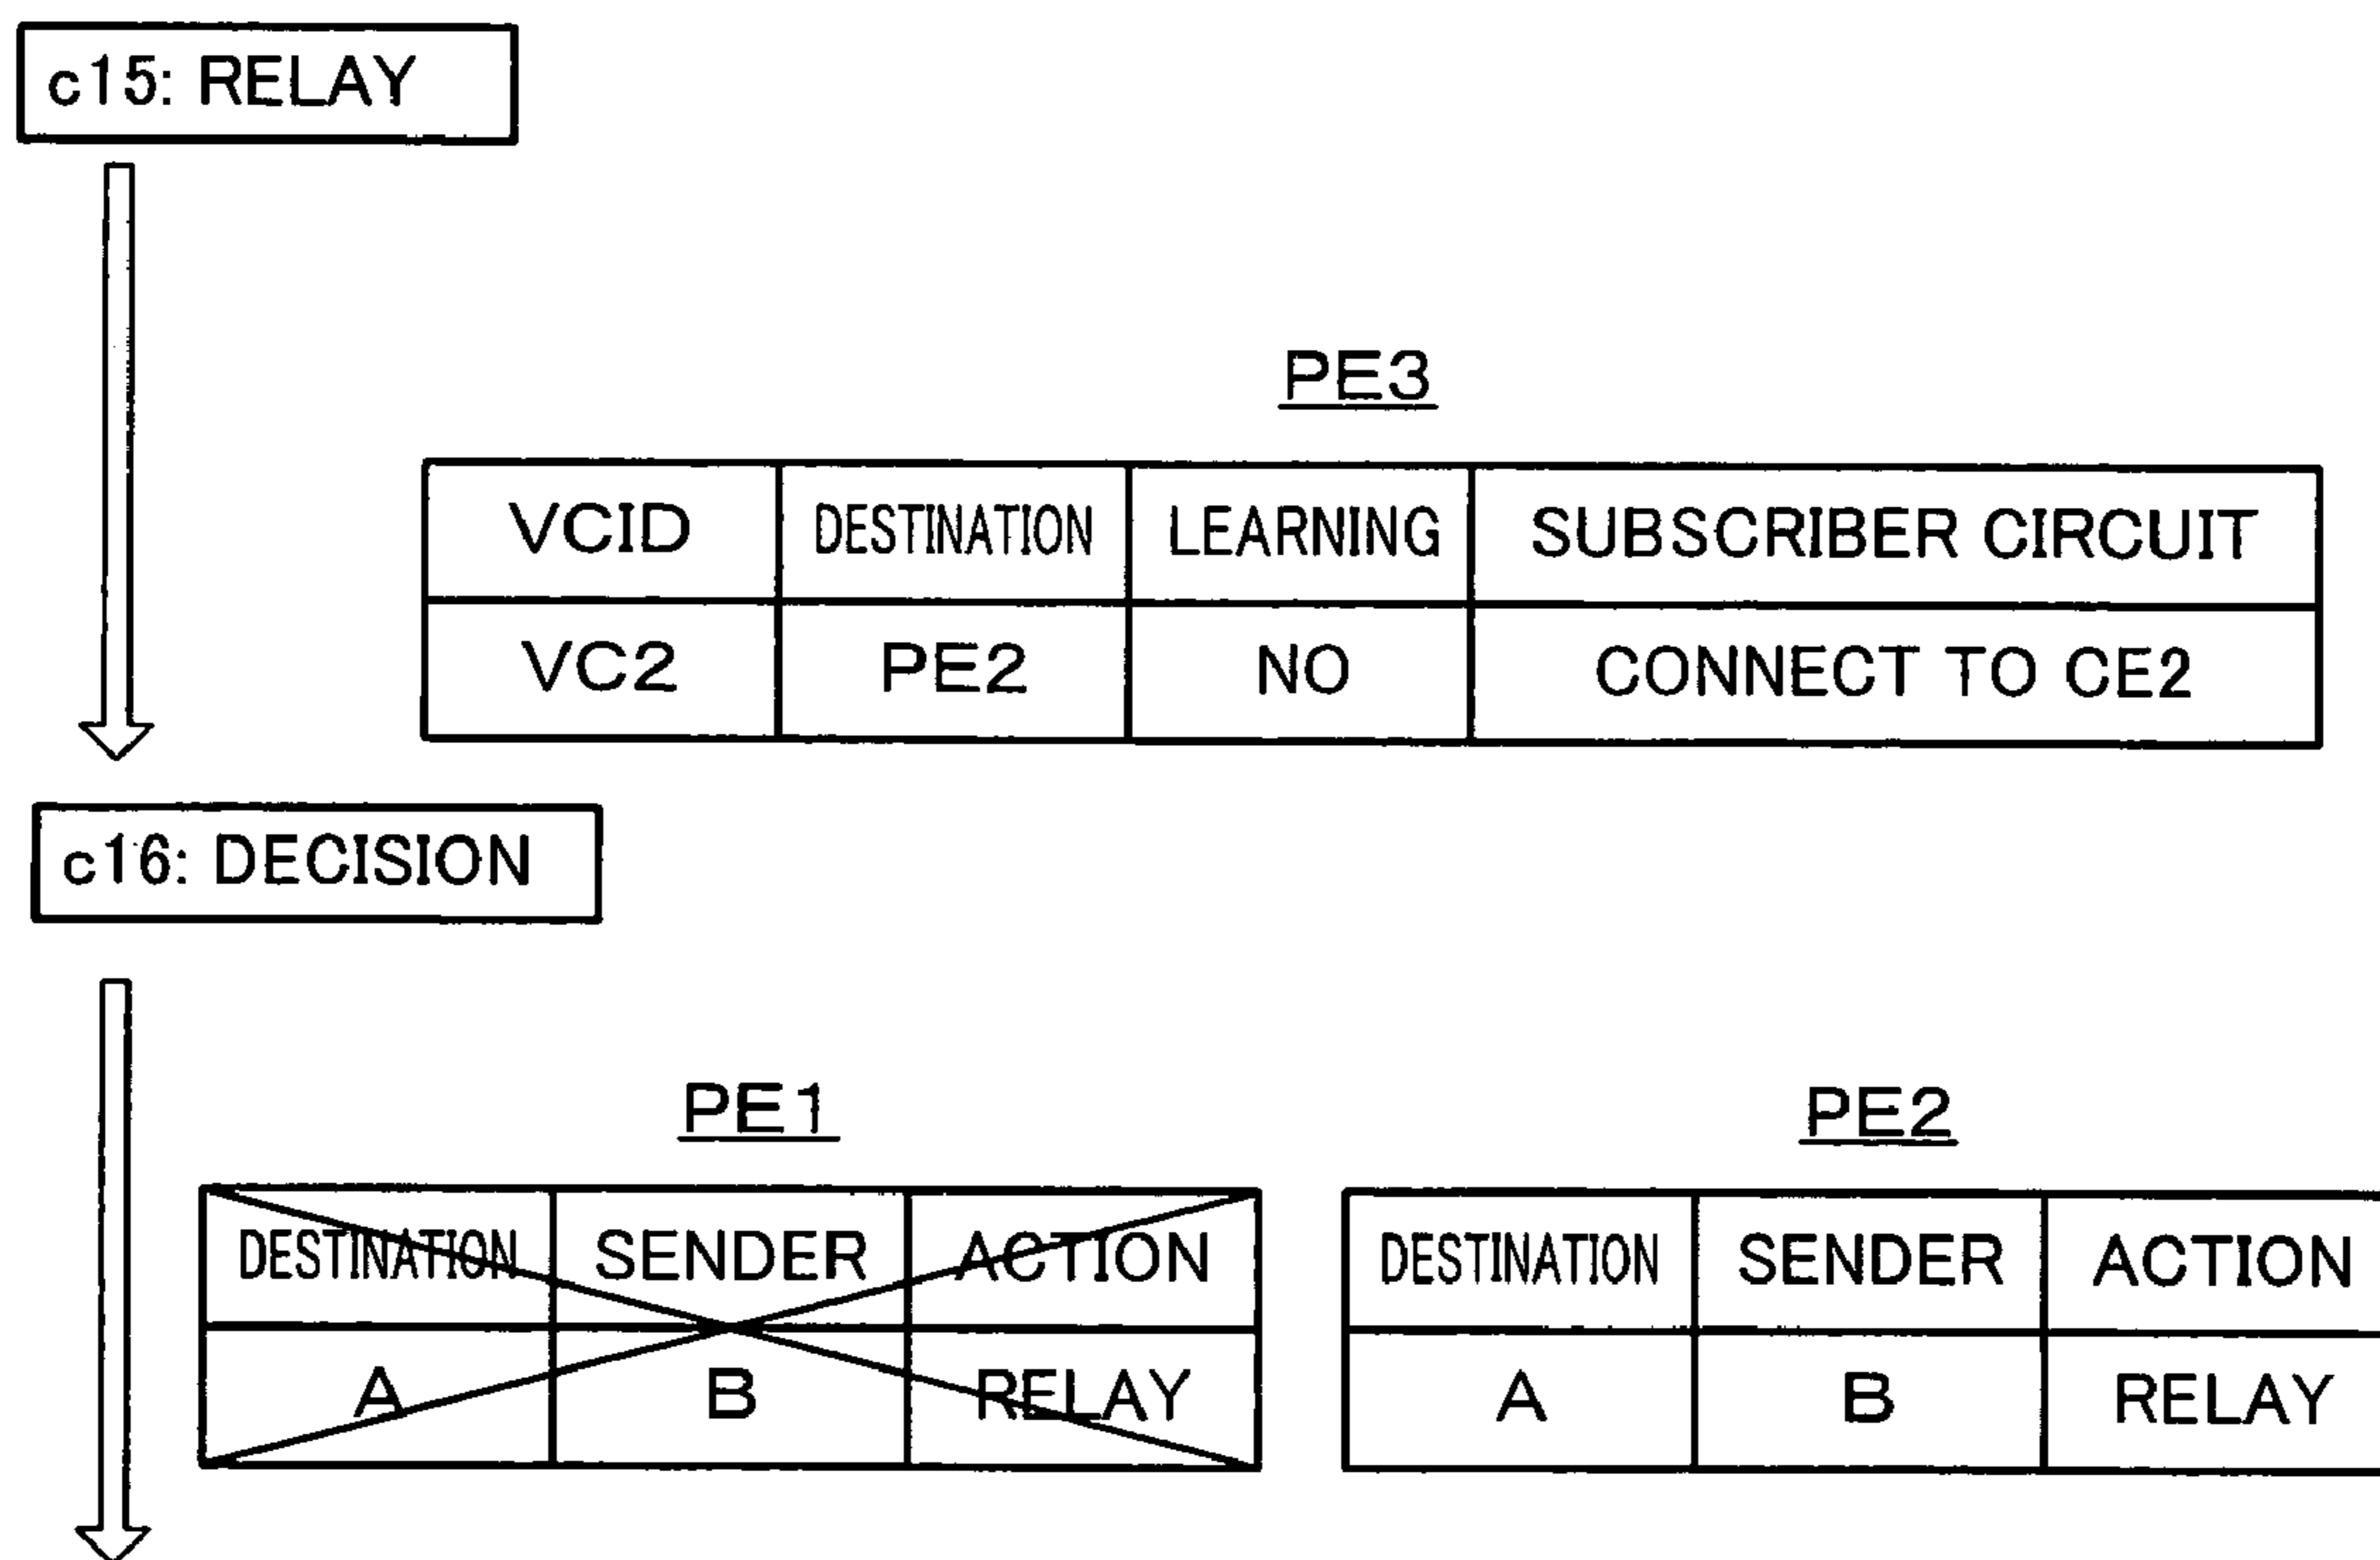 c15: RELAY
PE3
VCID DESTINATION LEARNING SUBSCRIBER CIRCUIT
VC2 PE2 NO CONNECT TO CE2
c16: DECISION
PE1 PE2
DESTINATION SENDER ACTION DESTINATION SENDER ACTION
A B RELAY A B RELAY